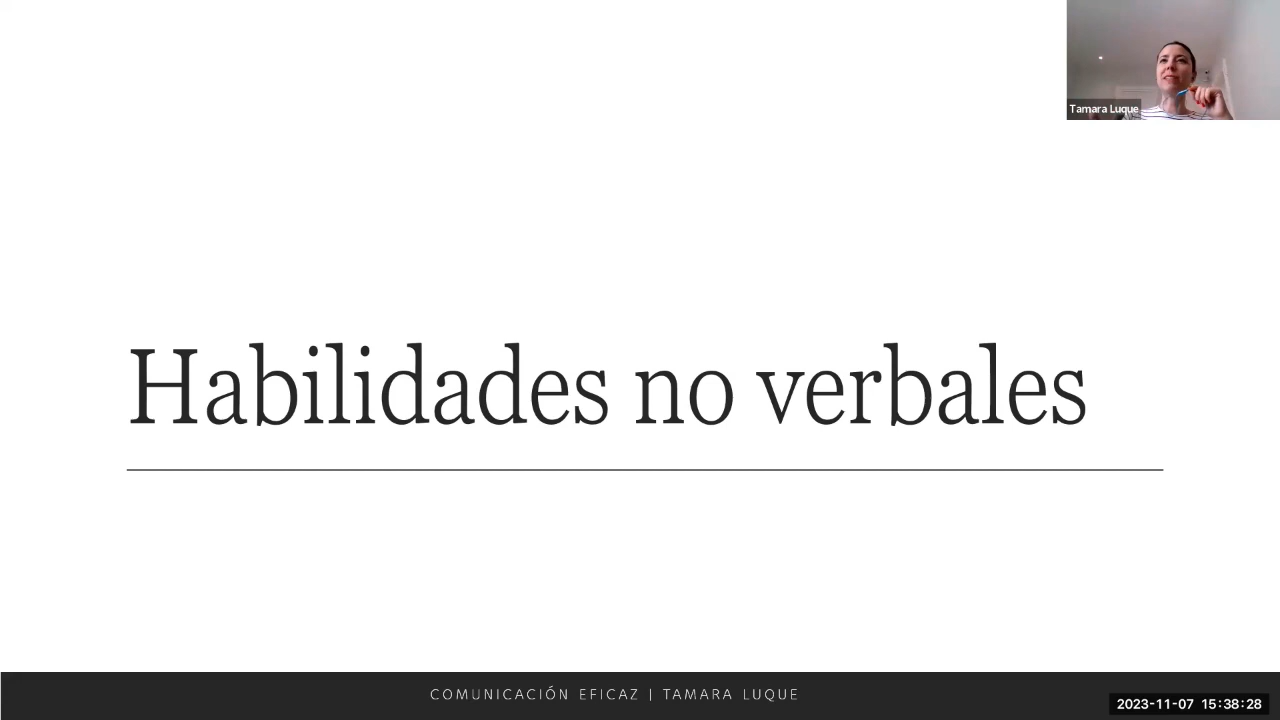 Tamara Luque
Habilidades no verbales
COMUNICACIÓN EFICAZ | TAMARA LUQUE
2023-11-07 15:38:28